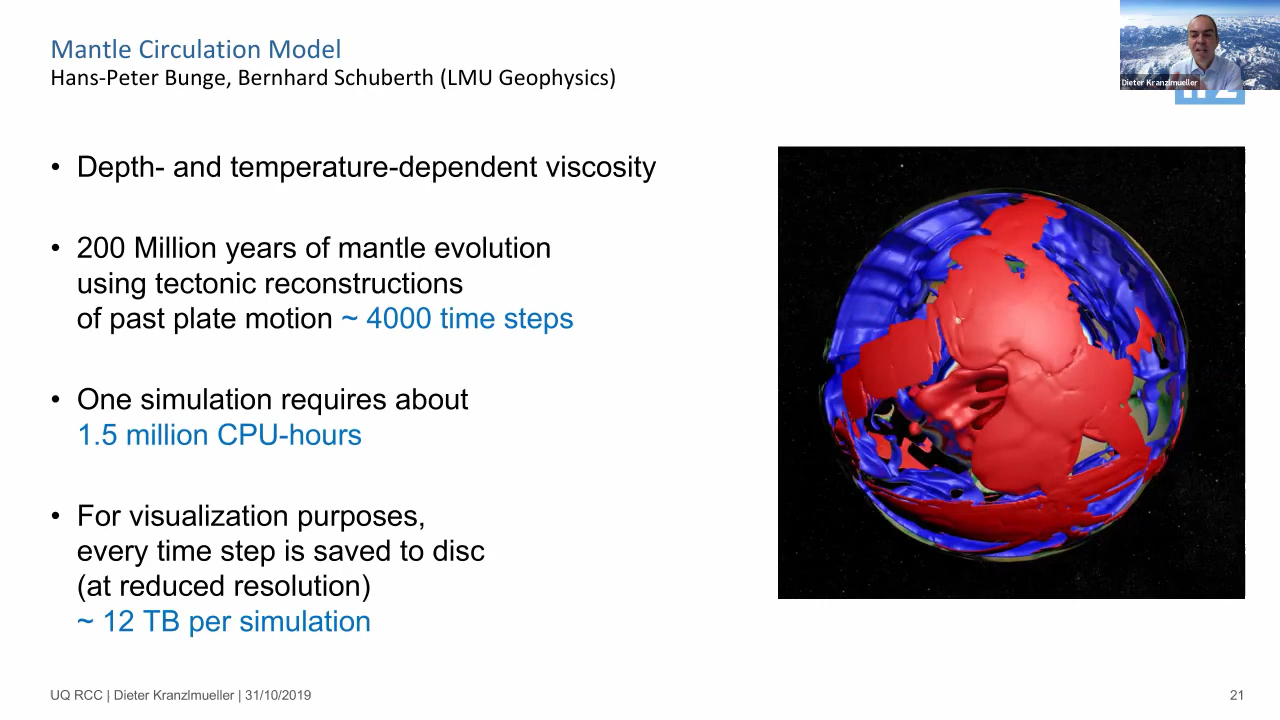 Mantle Circulation Model
Hans-Peter Bunge, Bernhard Schuberth (LMU Geophysics)
Dieter Kranzlmueller
• Depth- and temperature-dependent viscosity
• 200 Million years of mantle evolution
using tectonic reconstructions
of past plate motion ~ 4000 time steps
• One simulation requires about
1.5 million CPU-hours
• For visualization purposes,
every time step is saved to disc
(at reduced resolution)
~ 12 TB per simulation
UQ RCC | Dieter Kranzlmueller | 31/10/2019
21